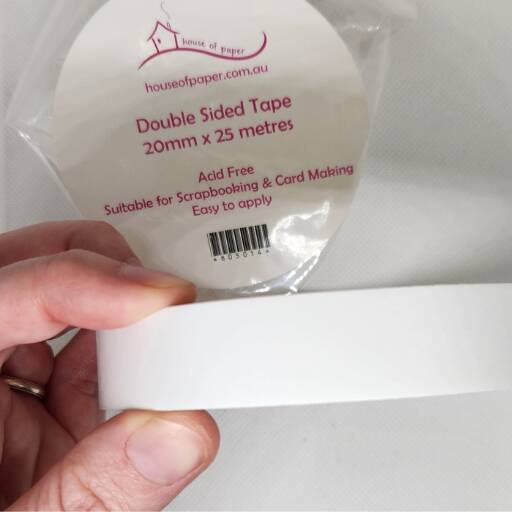 house of paper
houseofpaper.com.au
Double Sided Tape
20mm x 25 metres
Acid Free
Suitable for Scrapbooking & Card Making
Easy to apply
*805014*